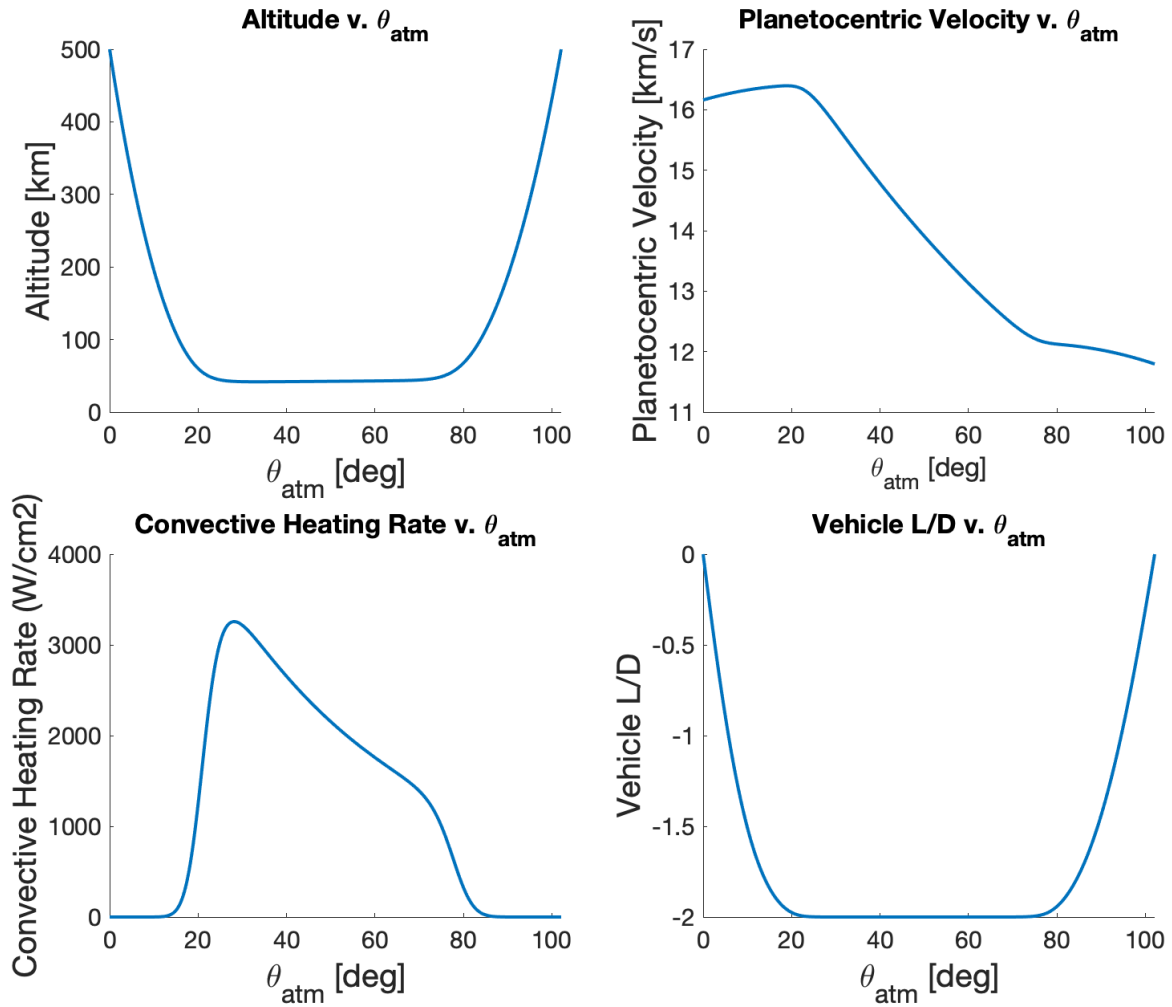 Altitude v. θatm
500
400
300
200
100
0
Altitude [km]
0 20 40 60 80 100
θatm [deg]
Planetocentric Velocity v. θatm
17
16
15
14
13
12
11
Planetocentric Velocity [km/s]
0 20 40 60 80 100
θatm [deg]
Convective Heating Rate v. θatm
4000
3000
2000
1000
0
Convective Heating Rate (W/cm2)
0 20 40 60 80 100
θatm [deg]
Vehicle L/D v. θatm
0
-0.5
-1
-1.5
-2
Vehicle L/D
0 20 40 60 80 100
θatm [deg]